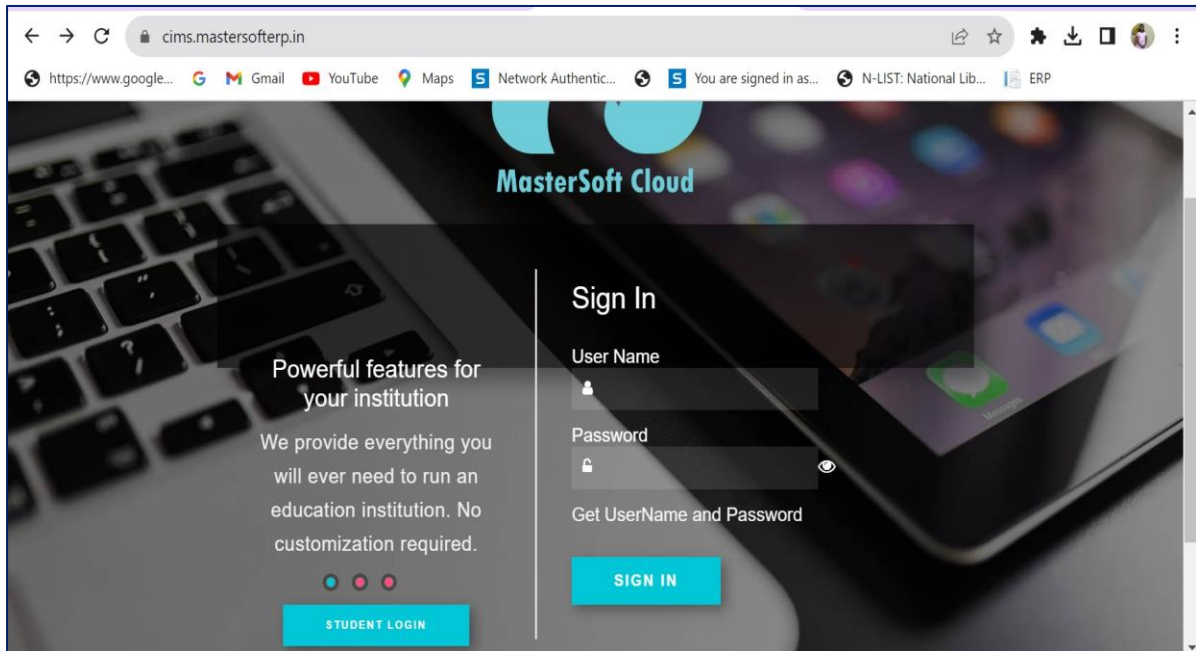 cims.mastersofterp.in
https://www.google... Gmail YouTube Maps Network Authentic... You are signed in as... N-LIST: National Lib... ERP
MasterSoft Cloud
Powerful features for
your institution
We provide everything you
will ever need to run an
education institution. No
customization required.
STUDENT LOGIN
Sign In
User Name
Password
Get UserName and Password
SIGN IN
Messages